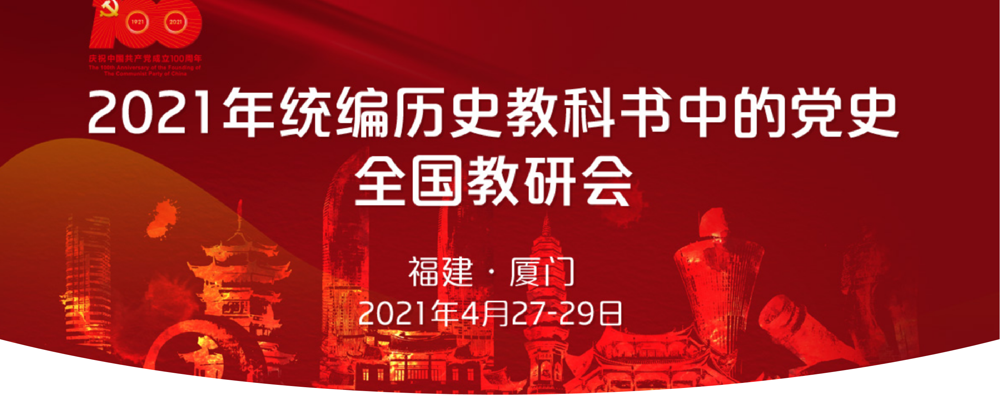 1921
2021
庆祝中国共产党成立100周年
The 100th Anniversary of the Founding of
The Communist Party of China
2021年统编历史教科书中的党史
全国教研会
福建·厦门
2021年4月27-29日